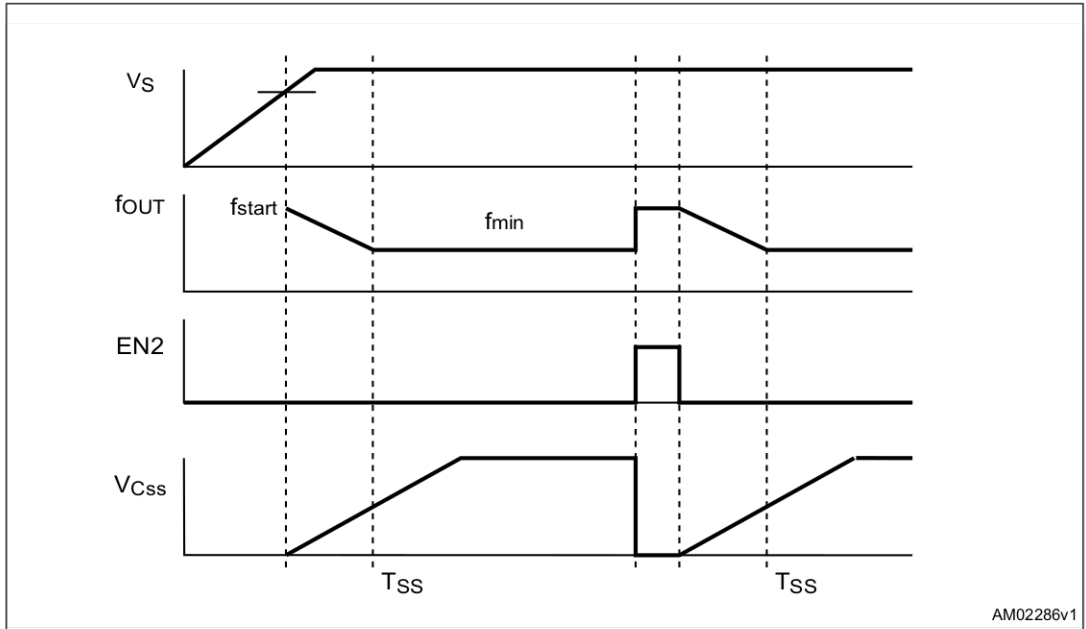 VS
fOUT
fstart
fmin
EN2
VCss
TSS
TSS
AM02286v1